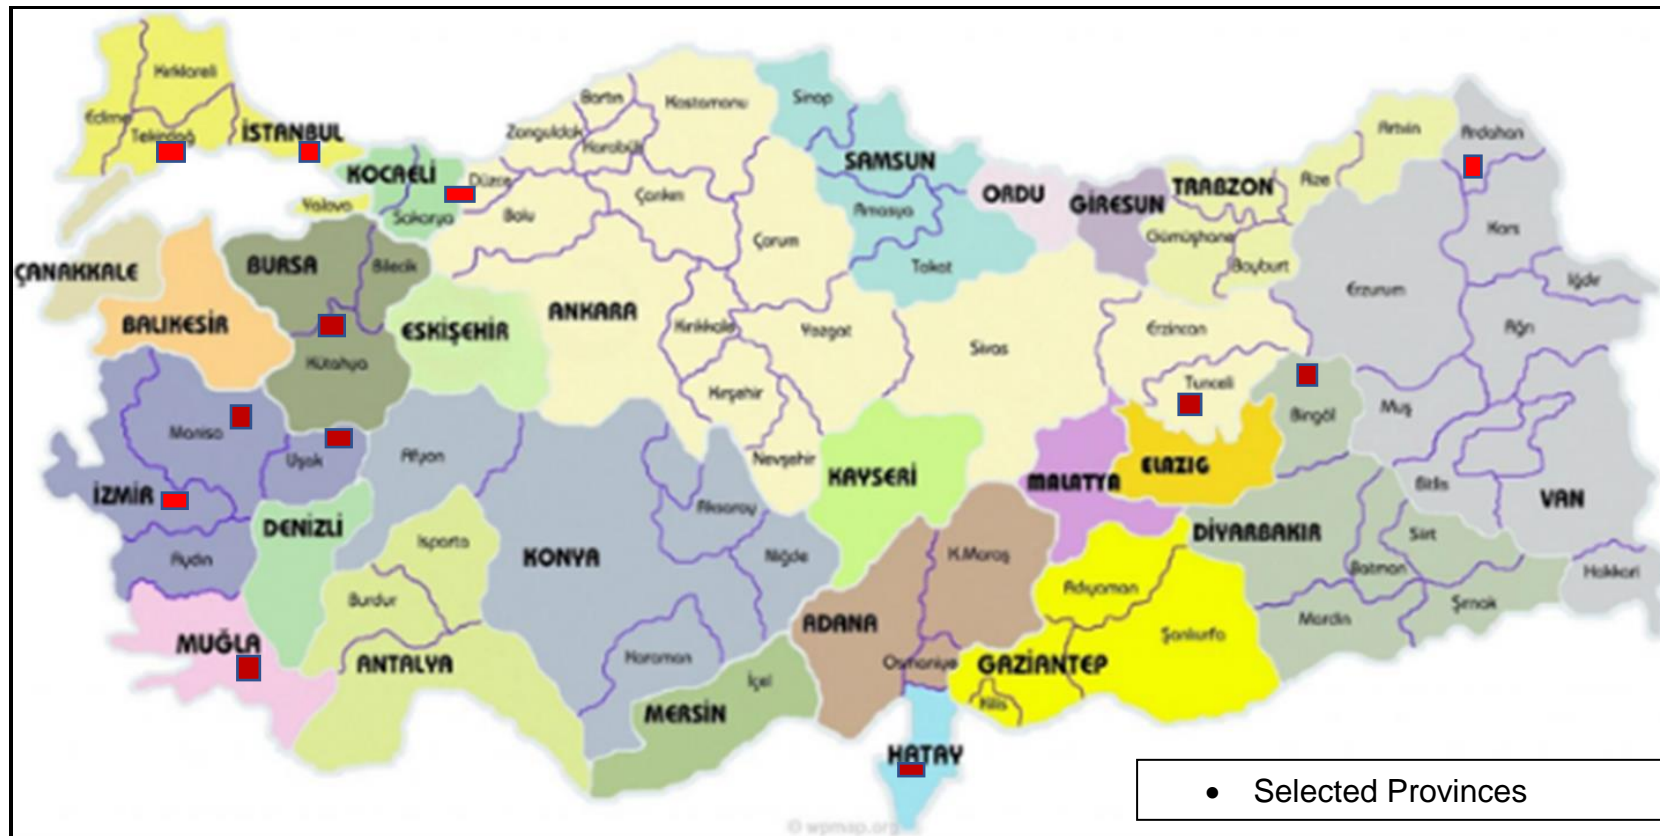 Kırklareli
Edirne
Tekirdağ
İSTANBUL
KOCAELİ
Yalova
Sakarya
Düzce
Bolu
Zonguldak
Bartın
Karabük
Kastamonu
Çankırı
Çorum
Sinop
SAMSUN
Amasya
Tokat
ORDU
GİRESUN
TRABZON
Gümüşhane
Bayburt
Rize
Artvin
Ardahan
Kars
Iğdır
Erzurum
Ağrı
ÇANAKKALE
BALIKESİR
BURSA
Bilecik
Kütahya
ESKİŞEHİR
ANKARA
Kırıkkale
Yozgat
Kırşehir
Nevşehir
Sivas
Erzincan
Tunceli
Bingöl
Muş
Bitlis
VAN
Manisa
Uşak
Afyon
İZMİR
Aydın
DENİZLİ
MUĞLA
Isparta
Burdur
ANTALYA
KONYA
Aksaray
Niğde
Karaman
KAYSERİ
MALATYA
ELAZIG
DİYARBAKIR
Siirt
Batman
Şırnak
Hakkari
Mardin
K.Maraş
Adıyaman
Şanlıurfa
ADANA
Osmaniye
GAZİANTEP
Kilis
İçel
MERSİN
HATAY
• Selected Provinces
© wpmap.org